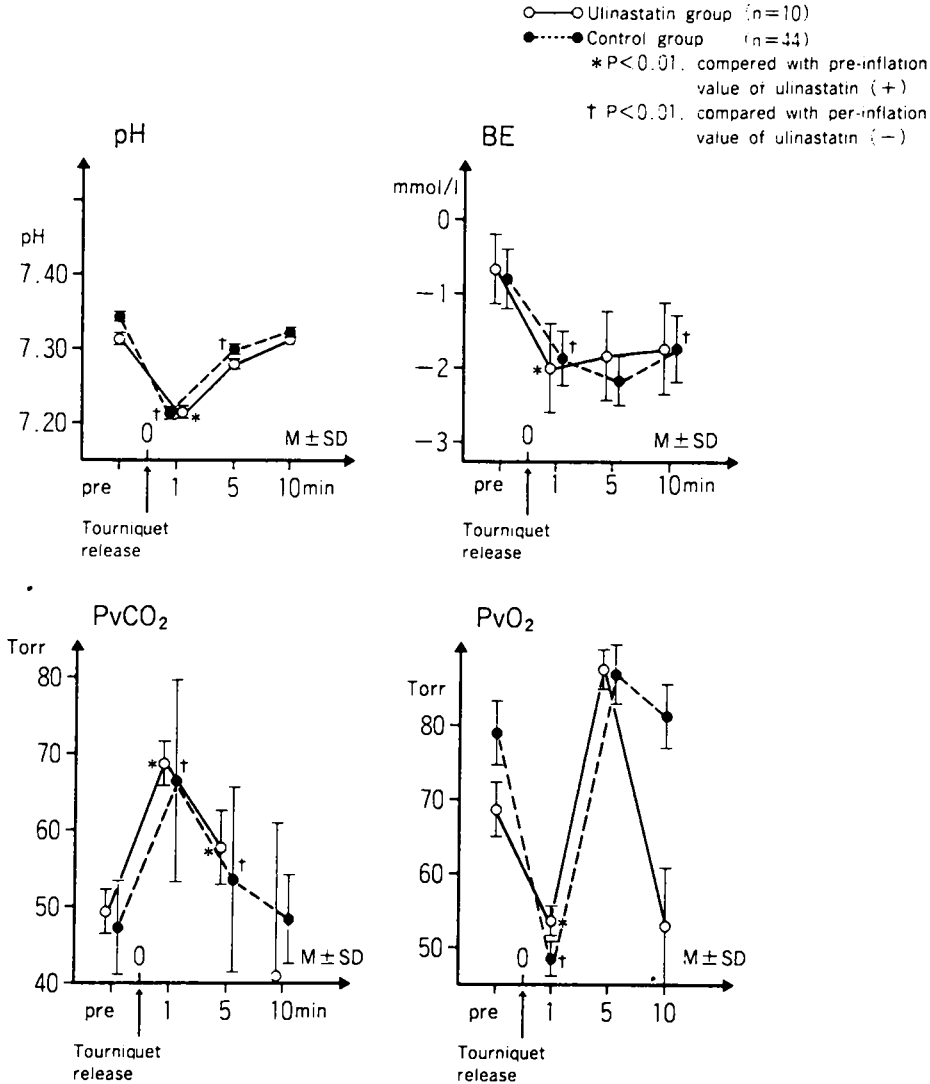 Ulinastatin group (n=10)
Control group (n=44)
* P<0.01. compered with pre-inflation
value of ulinastatin (+)
† P<0.01. compared with per-inflation
value of ulinastatin (−)
pH
pH
7.40
7.30
7.20
†
†
*
0
M±SD
pre 1 5 10min
Tourniquet
release
BE
mmol/l
0
−1
−2
−3
*
†
†
0
M±SD
pre 1 5 10min
Tourniquet
release
PvCO₂
Torr
80
70
60
50
40
*
†
*
†
0
M±SD
pre 1 5 10min
Tourniquet
release
PvO₂
Torr
80
70
60
50
*
†
0
M±SD
pre 1 5 10
Tourniquet
release